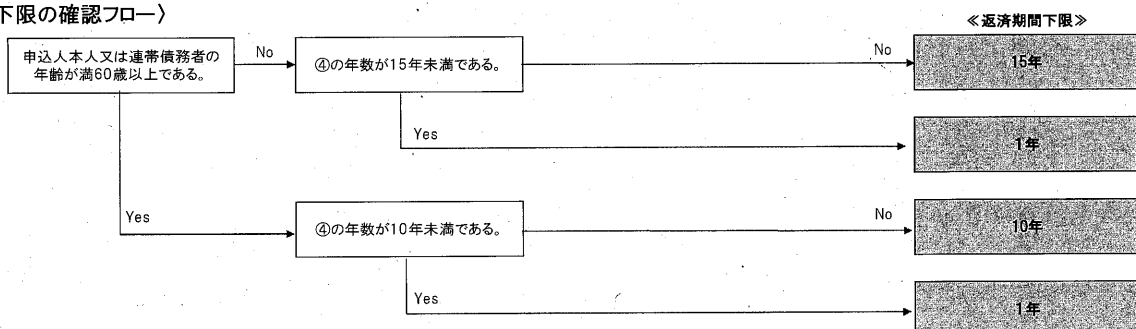 下限の確認フロー〉
≪返済期間下限≫
申込人本人又は連帯債務者の
年齢が満60歳以上である。
No
④の年数が15年未満である。
No
15年
Yes
1年
Yes
④の年数が10年未満である。
No
10年
Yes
1年